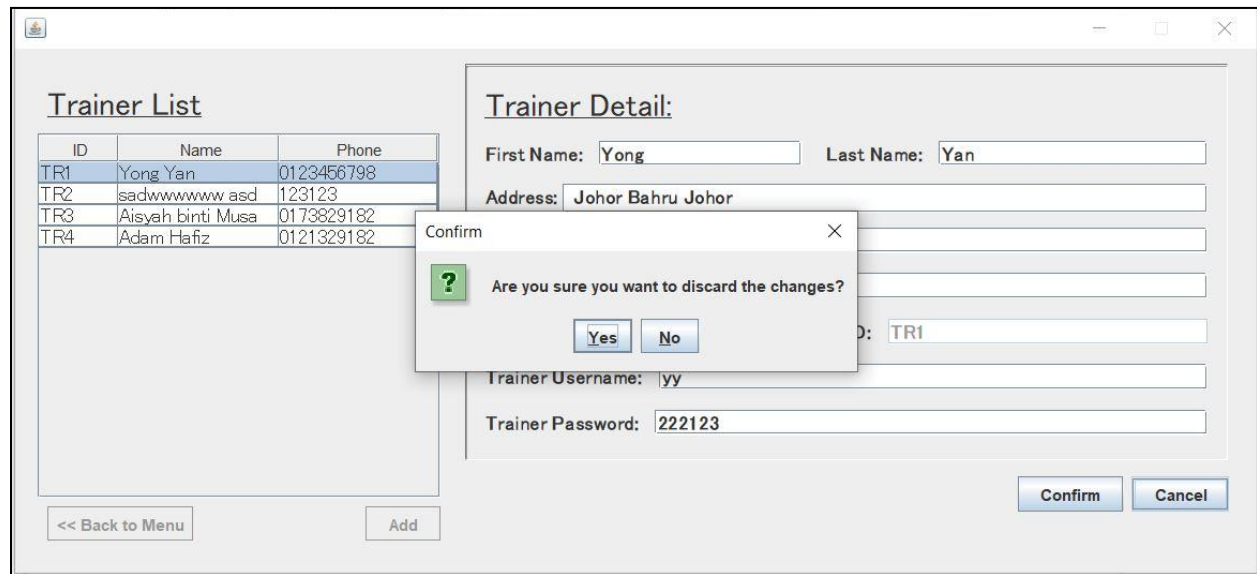 Trainer List
ID Name Phone
TR1 Yong Yan 0123456798
TR2 sadwwwwww asd 123123
TR3 Aisyah binti Musa 0173829182
TR4 Adam Hafiz 0121329182
<< Back to Menu Add
Trainer Detail:
First Name: Yong Last Name: Yan
Address: Johor Bahru Johor
TR1
Trainer Username: yy
Trainer Password: 222123
Confirm Cancel
Confirm
Are you sure you want to discard the changes?
Yes No